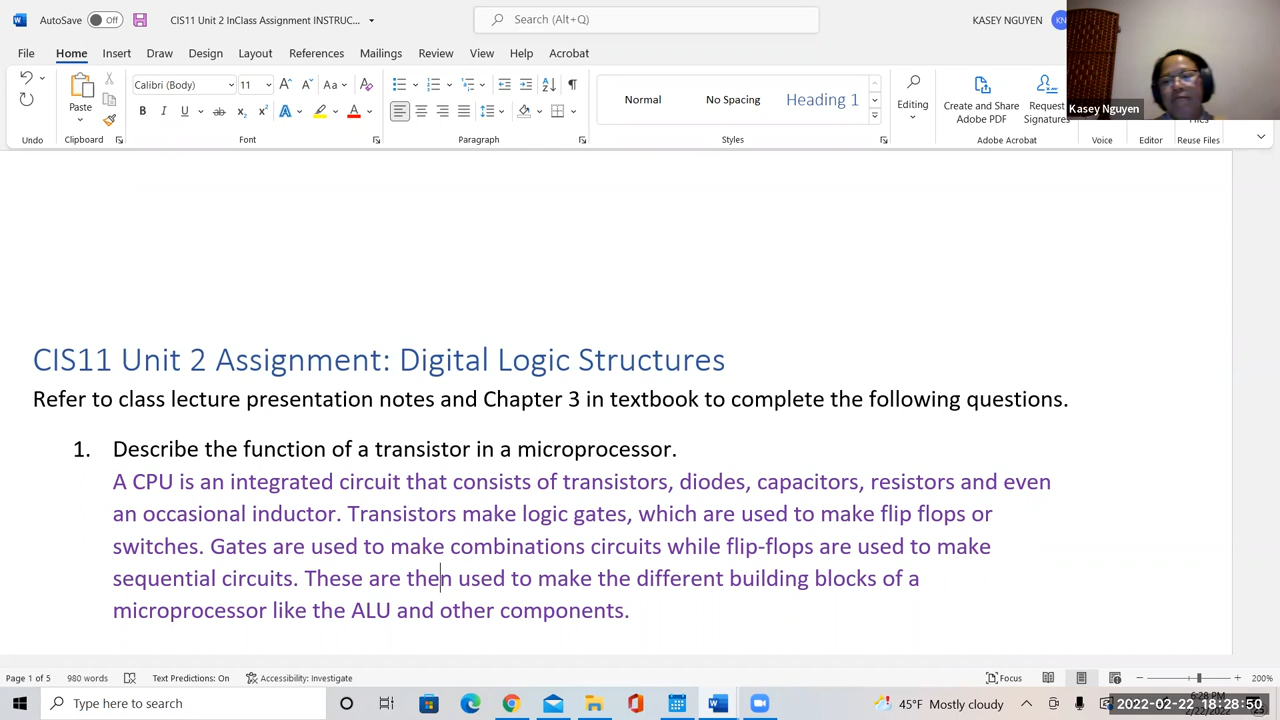 AutoSave Off CIS11 Unit 2 InClass Assignment INSTRUC... Search (Alt+Q) KASEY NGUYEN KN
File Home Insert Draw Design Layout References Mailings Review View Help Acrobat
Calibri (Body) 11 Aa
Paste
Normal No Spacing Heading 1
Editing
Create and Share Adobe PDF
Request Signatures
Kasey Nguyen
Files
Undo Clipboard Font Paragraph Styles Adobe Acrobat Voice Editor Reuse Files
CIS11 Unit 2 Assignment: Digital Logic Structures
Refer to class lecture presentation notes and Chapter 3 in textbook to complete the following questions.
1. Describe the function of a transistor in a microprocessor.
A CPU is an integrated circuit that consists of transistors, diodes, capacitors, resistors and even
an occasional inductor. Transistors make logic gates, which are used to make flip flops or
switches. Gates are used to make combinations circuits while flip-flops are used to make
sequential circuits. These are then used to make the different building blocks of a
microprocessor like the ALU and other components.
Page 1 of 5 980 words Text Predictions: On Accessibility: Investigate Focus 200%
Type here to search 45°F Mostly cloudy 6:28 PM
2022-02-22 18:28:50
2/22/2022